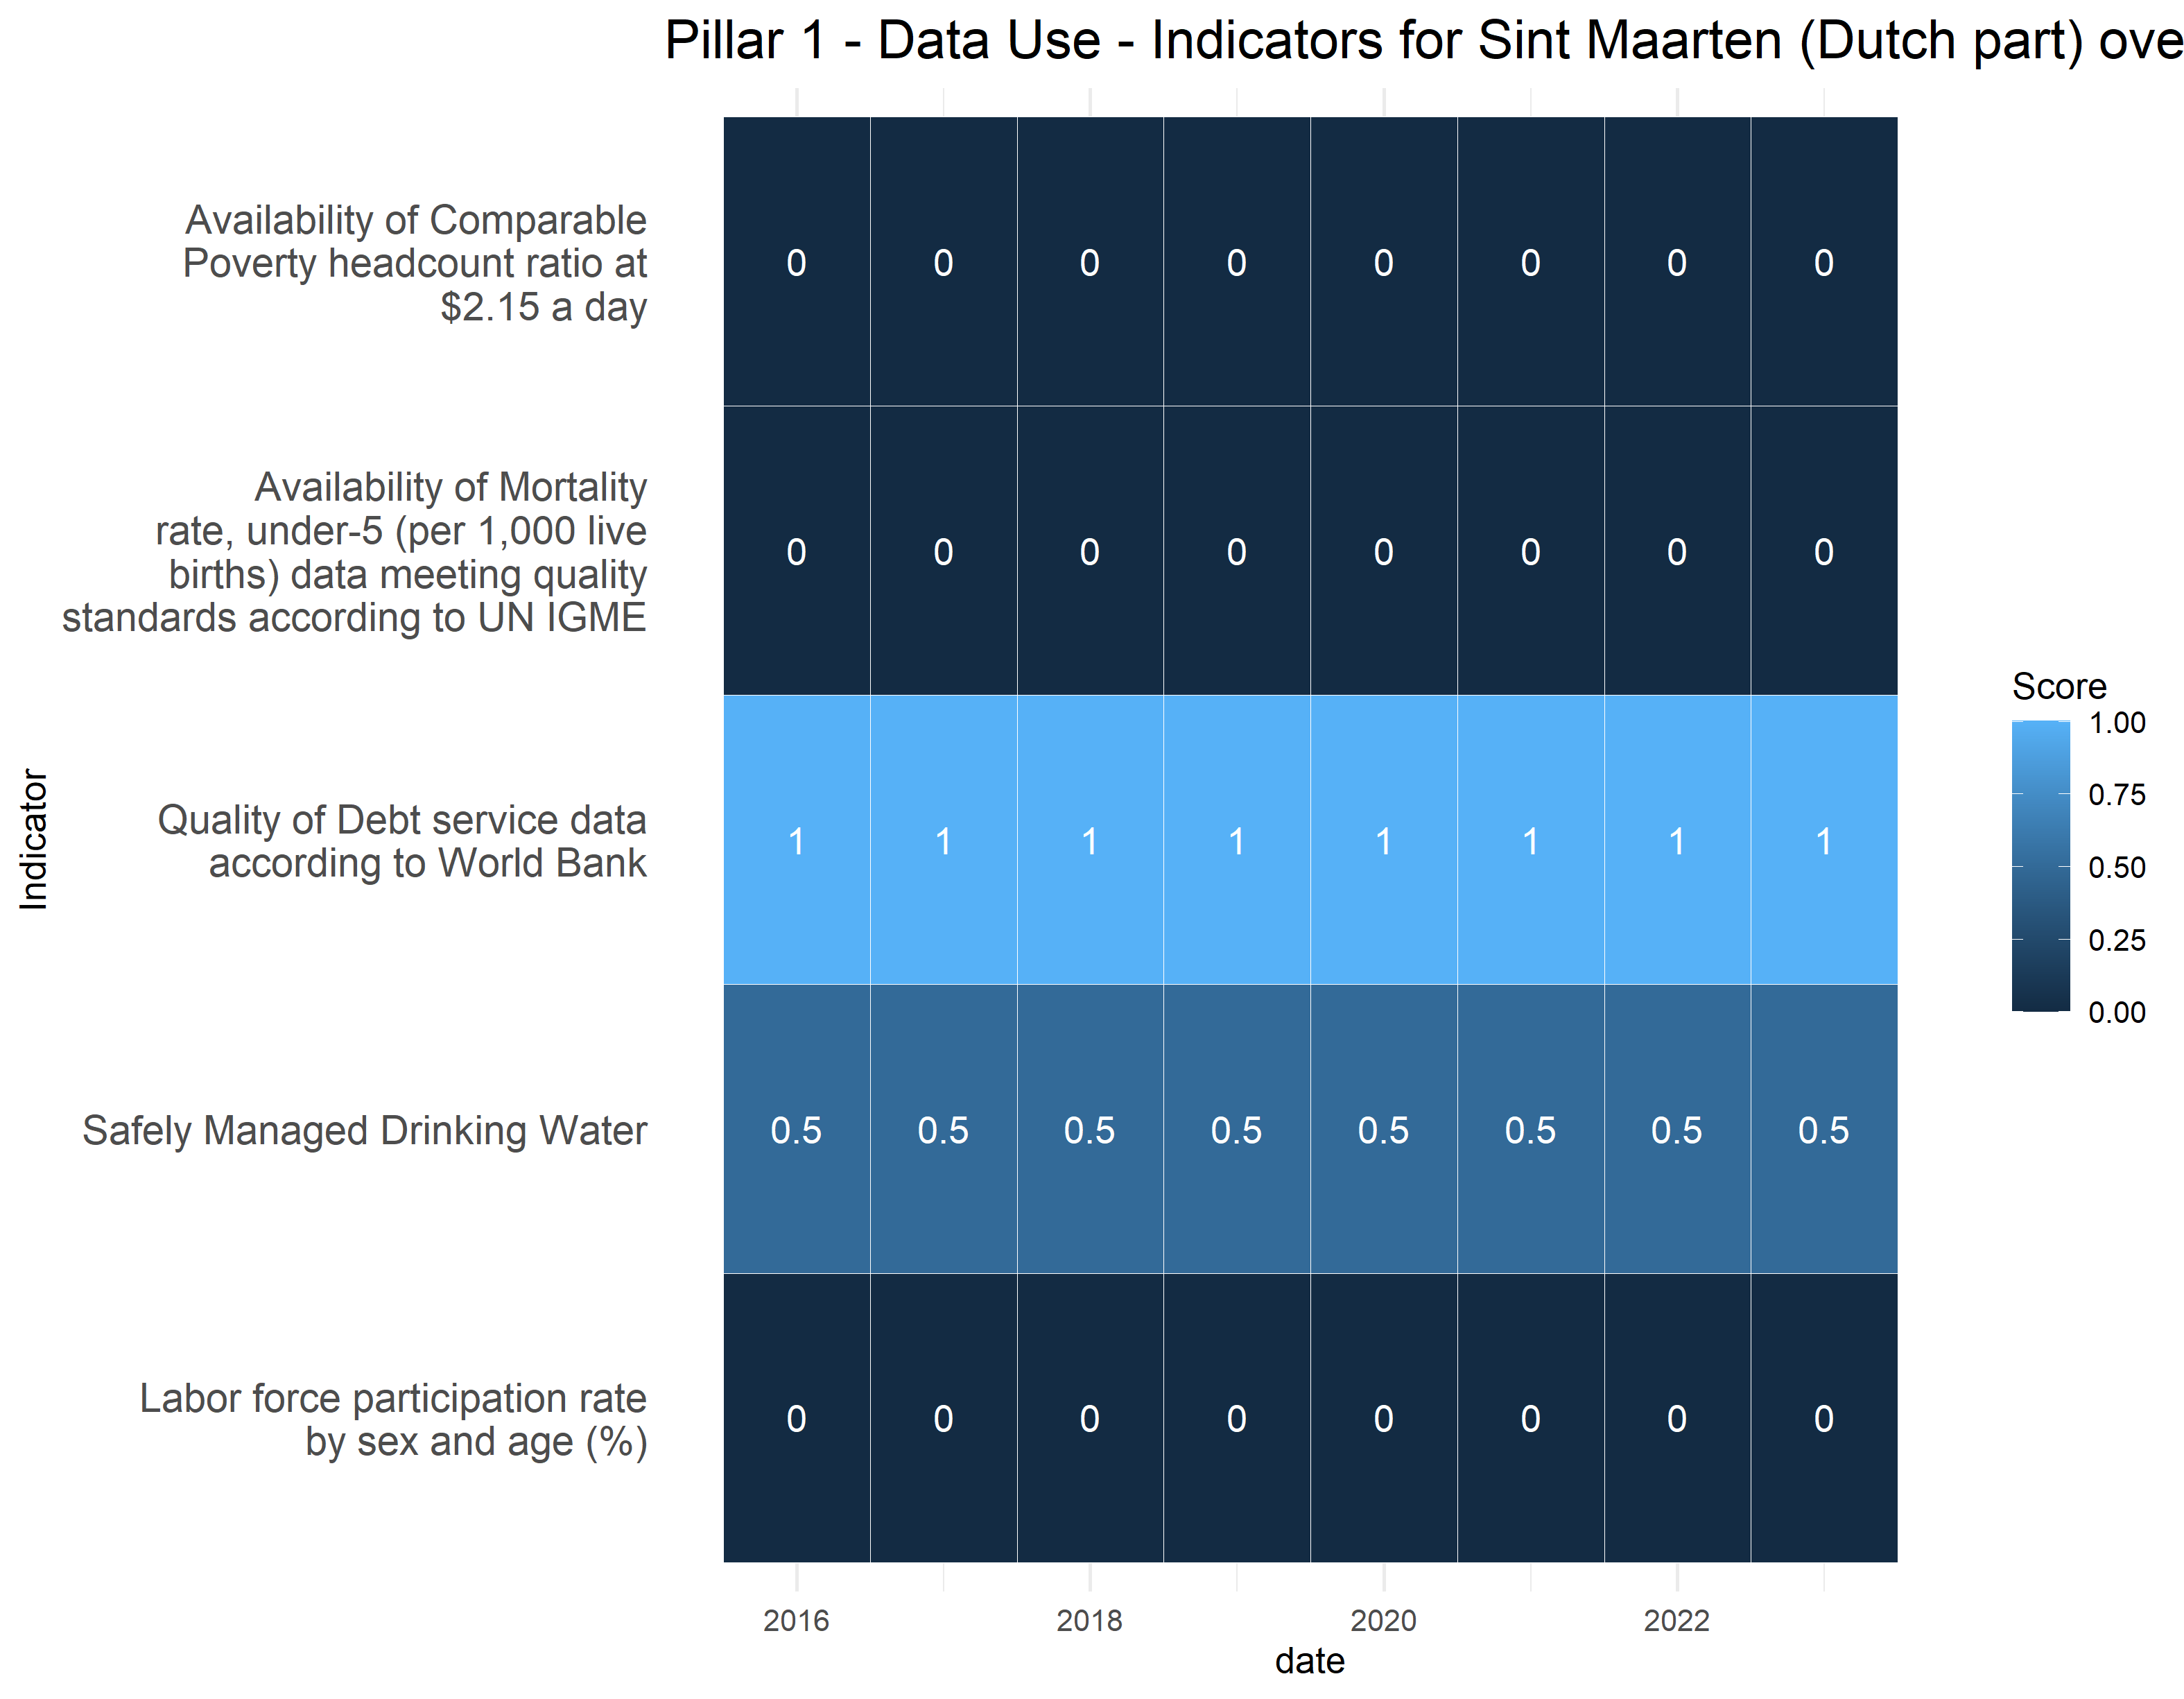 Pillar 1 - Data Use - Indicators for Sint Maarten (Dutch part) ove
Availability of Comparable
Poverty headcount ratio at
$2.15 a day
0 0 0 0 0 0 0 0
Availability of Mortality
rate, under-5 (per 1,000 live
births) data meeting quality
standards according to UN IGME
0 0 0 0 0 0 0 0
Quality of Debt service data
according to World Bank
1 1 1 1 1 1 1 1
Safely Managed Drinking Water
0.5 0.5 0.5 0.5 0.5 0.5 0.5 0.5
Labor force participation rate
by sex and age (%)
0 0 0 0 0 0 0 0
Indicator
2016 2018 2020 2022
date
Score
1.00
0.75
0.50
0.25
0.00